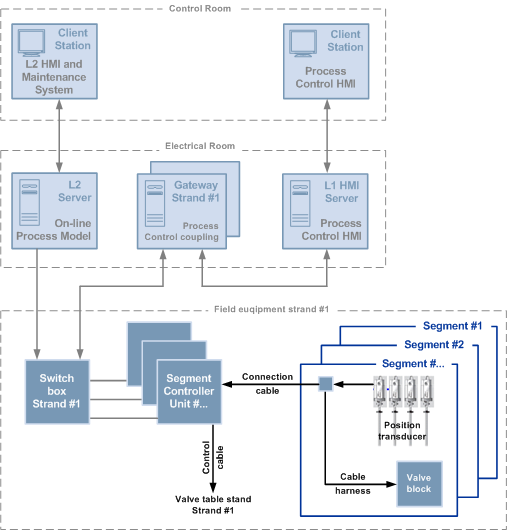 Control Room
Client
Station
L2 HMI and
Maintenance
System
Client
Station
Process
Control HMI
Electrical Room
L2
Server
On-line
Process Model
Gateway
Strand #1
Process
Control coupling
L1 HMI
Server
Process
Control HMI
Field euqipment strand #1
Segment #1
Segment #2
Segment #...
Switch
box
Strand #1
Segment
Controller
Unit #...
Connection
cable
Position
transducer
Control
cable
Cable
harness
Valve
block
Valve table stand
Strand #1